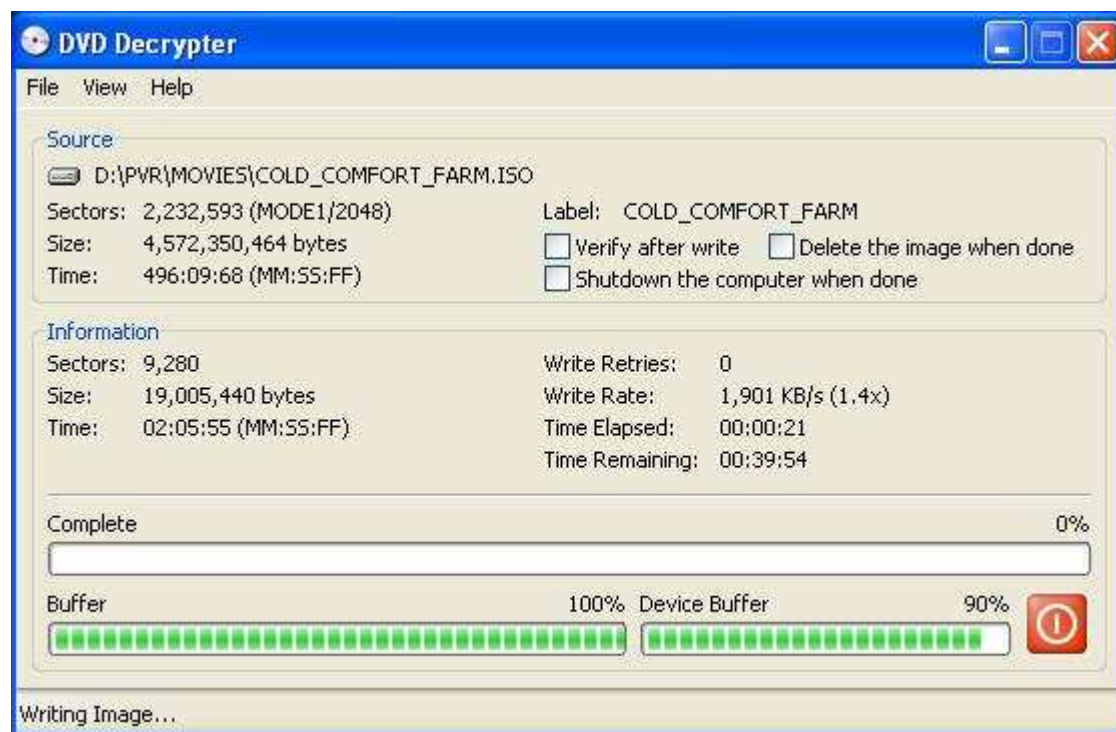 DVD Decrypter
File View Help
Source
D:\PVR\MOVIES\COLD_COMFORT_FARM.ISO
Sectors: 2,232,593 (MODE1/2048) Label: COLD_COMFORT_FARM
Size: 4,572,350,464 bytes Verify after write Delete the image when done
Time: 496:09:68 (MM:SS:FF) Shutdown the computer when done
Information
Sectors: 9,280 Write Retries: 0
Size: 19,005,440 bytes Write Rate: 1,901 KB/s (1.4x)
Time: 02:05:55 (MM:SS:FF) Time Elapsed: 00:00:21
Time Remaining: 00:39:54
Complete 0%
Buffer 100% Device Buffer 90%
Writing Image...